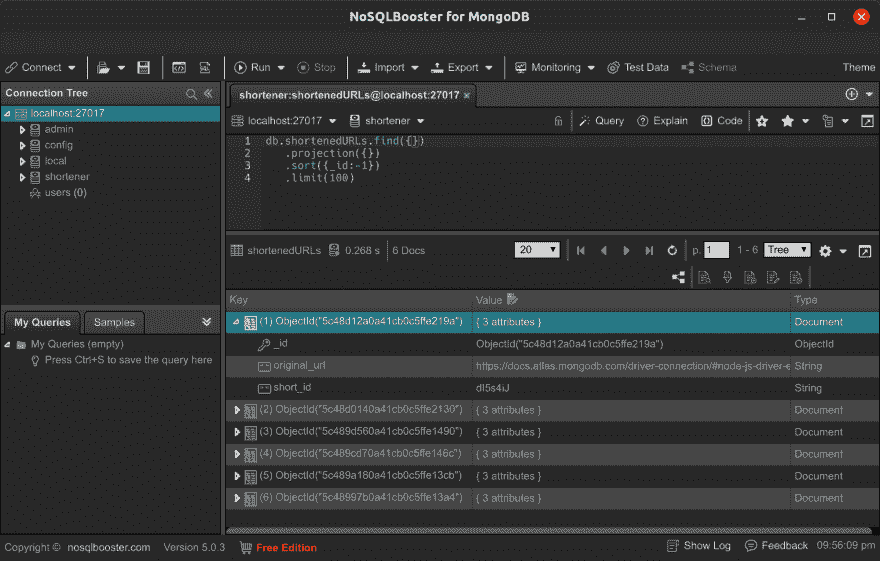 NoSQLBooster for MongoDB
Connect Run Stop Import Export Monitoring Test Data Schema Theme
Connection Tree
localhost:27017
admin
config
local
shortener
users (0)
shortener:shortenedURLs@localhost:27017 ×
localhost:27017 shortener Query Explain Code
1 db.shortenedURLs.find({})
2 .projection({})
3 .sort({_id:-1})
4 .limit(100)
shortenedURLs 0.268 s 6 Docs 20 p. 1 1 - 6 Tree
Key Value Type
(1) ObjectId("5c48d12a0a41cb0c5ffe219a") { 3 attributes } Document
_id ObjectId("5c48d12a0a41cb0c5ffe219a") ObjectId
original_url https://docs.atlas.mongodb.com/driver-connection/#node-js-driver-e String
short_id dI5s4iJ String
(2) ObjectId("5c48d0140a41cb0c5ffe2130") { 3 attributes } Document
(3) ObjectId("5c489d560a41cb0c5ffe1490") { 3 attributes } Document
(4) ObjectId("5c489cd70a41cb0c5ffe146c") { 3 attributes } Document
(5) ObjectId("5c489a180a41cb0c5ffe13cb") { 3 attributes } Document
(6) ObjectId("5c48997b0a41cb0c5ffe13a4") { 3 attributes } Document
My Queries Samples
My Queries (empty)
Press Ctrl+S to save the query here
Copyright © nosqlbooster.com Version 5.0.3 Free Edition Show Log Feedback 09:56:09 pm